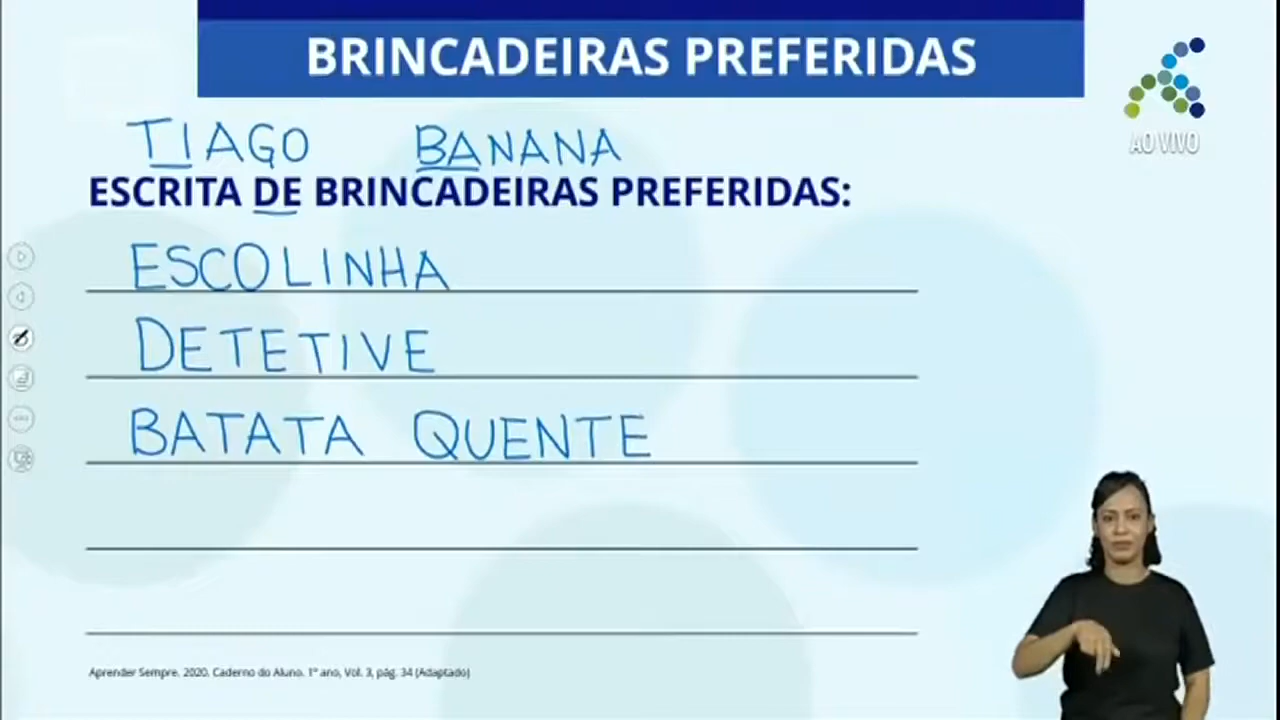 BRINCADEIRAS PREFERIDAS
AO VIVO
TIAGO BANANA
ESCRITA DE BRINCADEIRAS PREFERIDAS:
ESCOLINHA
DETETIVE
BATATA QUENTE
Aprender Sempre. 2020. Caderno do Aluno. 1º ano, Vol. 3, pág. 34 (Adaptado)